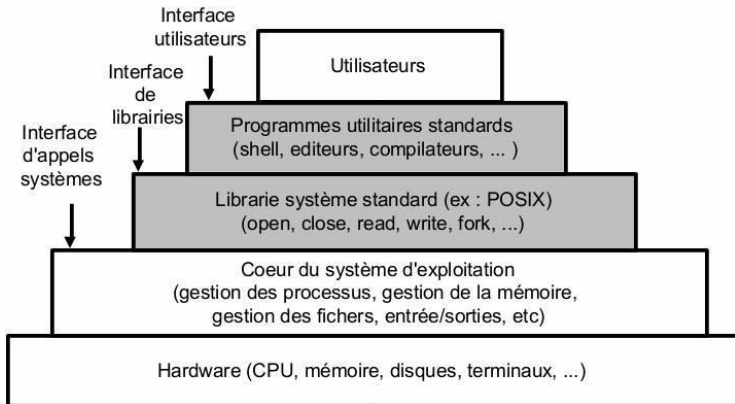 Interface
utilisateurs
Utilisateurs
Interface
de
librairies
Programmes utilitaires standards
(shell, editeurs, compilateurs, ... )
Interface
d'appels
systèmes
Librarie système standard (ex : POSIX)
(open, close, read, write, fork, ...)
Coeur du système d'exploitation
(gestion des processus, gestion de la mémoire,
gestion des fichers, entrée/sorties, etc)
Hardware (CPU, mémoire, disques, terminaux, ...)